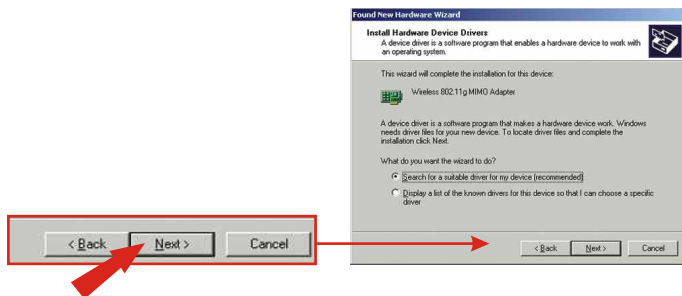 Found New Hardware Wizard
Install Hardware Device Drivers
A device driver is a software program that enables a hardware device to work with
an operating system.
This wizard will complete the installation for this device:
Wireless 802.11g MIMO Adapter
A device driver is a software program that makes a hardware device work. Windows
needs driver files for your new device. To locate driver files and complete the
installation click Next.
What do you want the wizard to do?
Search for a suitable driver for my device (recommended)
Display a list of the known drivers for this device so that I can choose a specific
driver
< Back Next > Cancel
< Back Next > Cancel